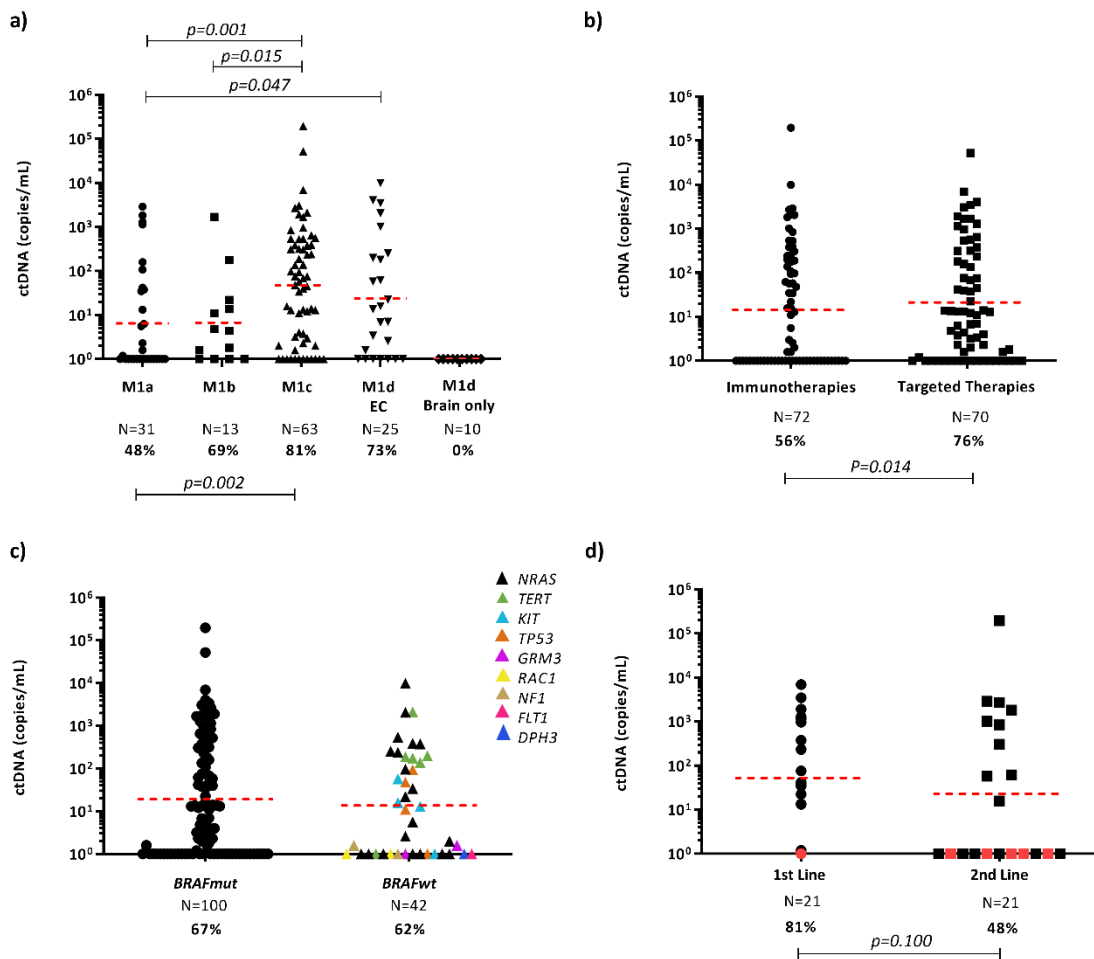 a)
p=0.001
p=0.015
p=0.047
ctDNA (copies/mL)
10⁶
10⁵
10⁴
10³
10²
10¹
10⁰
M1a M1b M1c M1d EC M1d Brain only
N=31 N=13 N=63 N=25 N=10
48% 69% 81% 73% 0%
p=0.002
b)
ctDNA (copies/mL)
10⁶
10⁵
10⁴
10³
10²
10¹
10⁰
Immunotherapies Targeted Therapies
N=72 N=70
56% 76%
P=0.014
c)
ctDNA (copies/mL)
10⁶
10⁵
10⁴
10³
10²
10¹
10⁰
NRAS
TERT
KIT
TP53
GRM3
RAC1
NF1
FLT1
DPH3
BRAFmut BRAFwt
N=100 N=42
67% 62%
d)
ctDNA (copies/mL)
10⁶
10⁵
10⁴
10³
10²
10¹
10⁰
1st Line 2nd Line
N=21 N=21
81% 48%
p=0.100